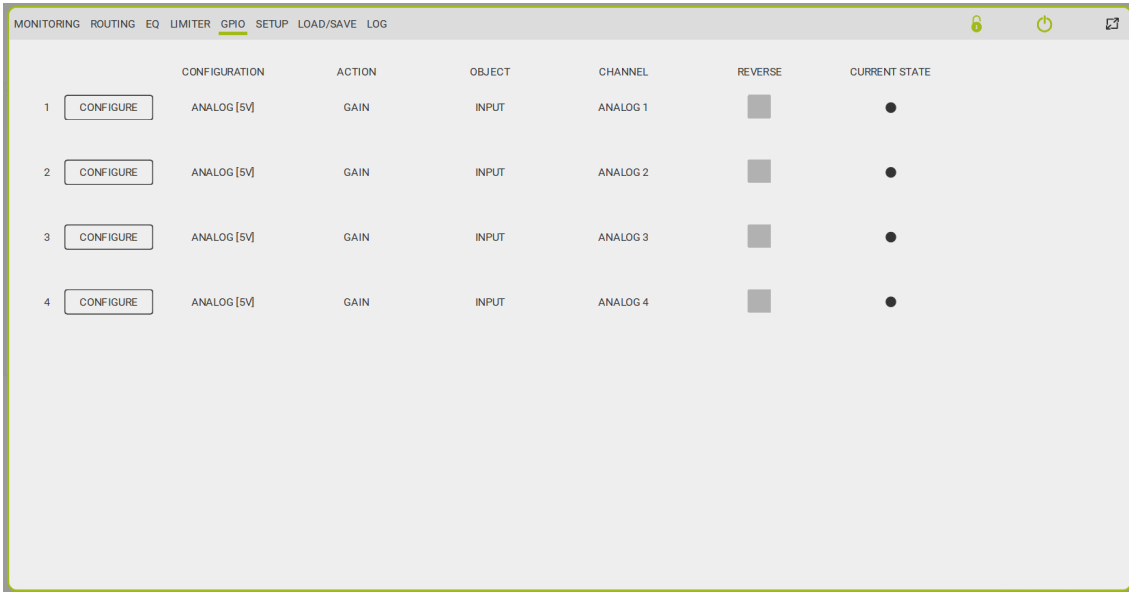 MONITORING ROUTING EQ LIMITER GPIO SETUP LOAD/SAVE LOG
CONFIGURATION ACTION OBJECT CHANNEL REVERSE CURRENT STATE
1 CONFIGURE ANALOG [5V] GAIN INPUT ANALOG 1
2 CONFIGURE ANALOG [5V] GAIN INPUT ANALOG 2
3 CONFIGURE ANALOG [5V] GAIN INPUT ANALOG 3
4 CONFIGURE ANALOG [5V] GAIN INPUT ANALOG 4